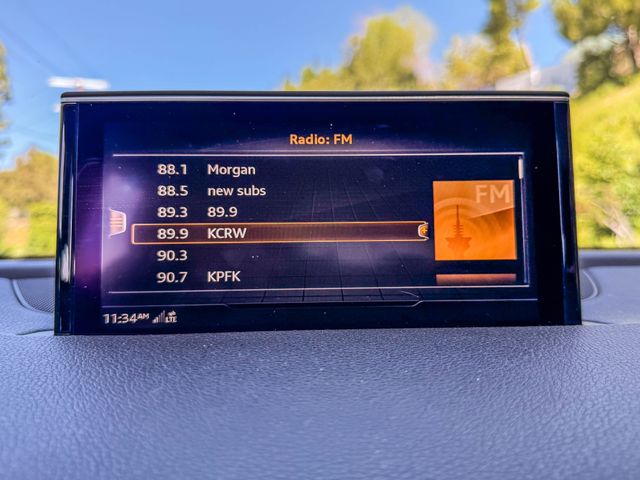 Radio: FM
88.1 Morgan
88.5 new subs
89.3 89.9
89.9 KCRW
90.3
90.7 KPFK
FM
11:34AM LTE